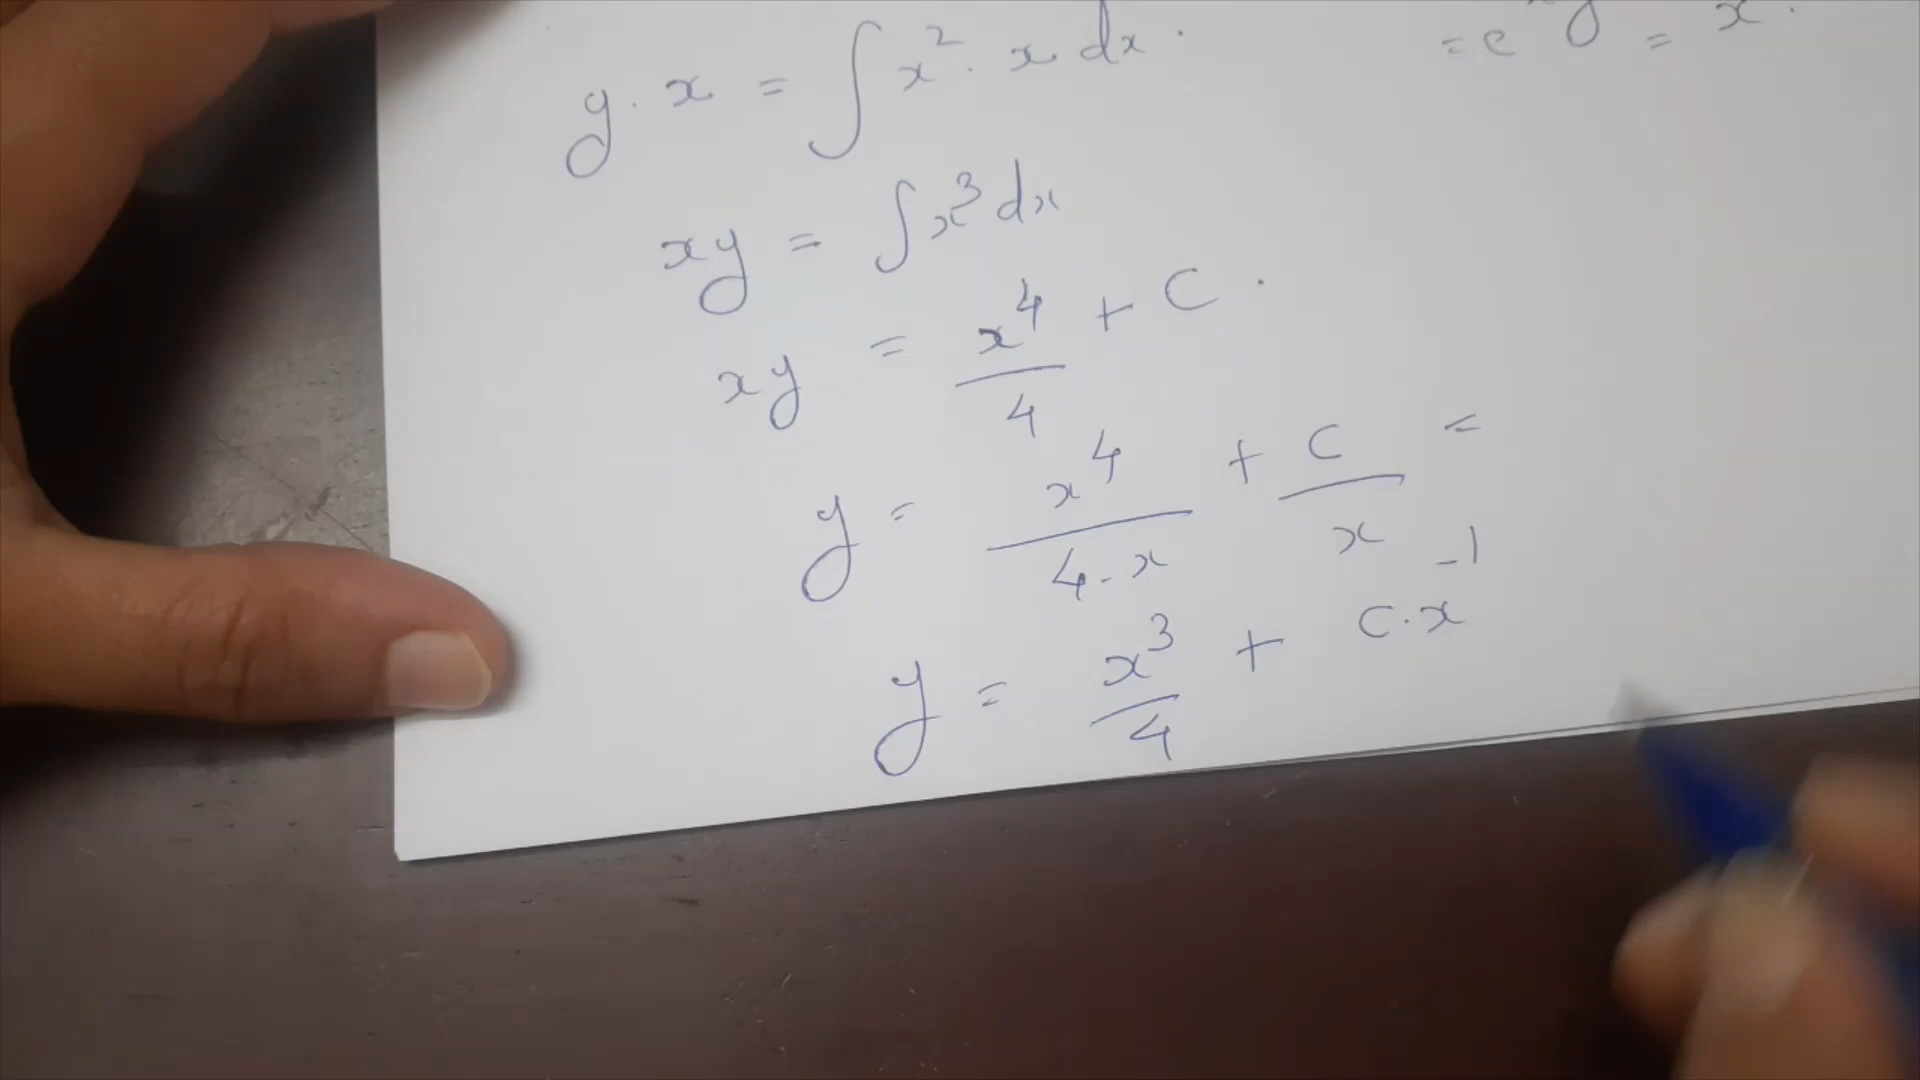 y · x = ∫ x² · x dx .
= e y = x .
xy = ∫ x³ dx
xy = x⁴/4 + C .
y = x⁴/4·x + C/x =
y = x³/4 + C·x⁻¹